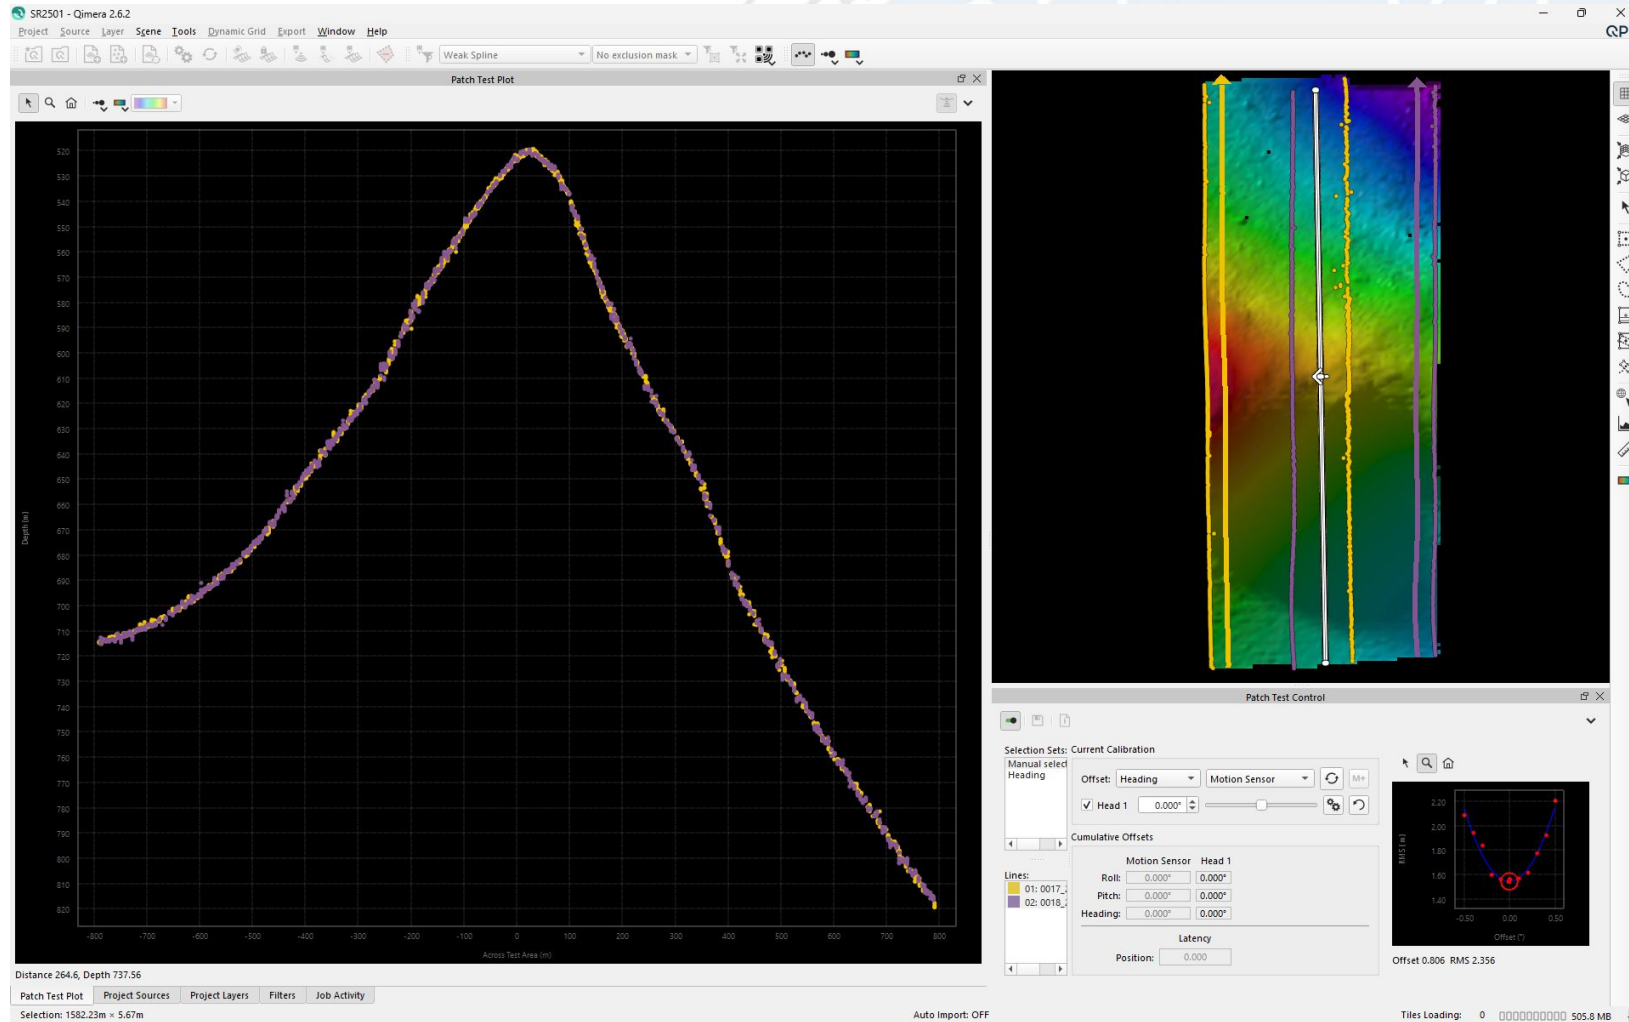 SR2501 - Qimera 2.6.2
Project Source Layer Scene Tools Dynamic Grid Export Window Help
QP
Weak Spline No exclusion mask
Patch Test Plot
520
530
540
550
560
570
580
590
600
610
620
630
640
650
660
670
680
690
700
710
720
730
740
750
760
770
780
790
800
810
820
Depth (m)
-800 -700 -600 -500 -400 -300 -200 -100 0 100 200 300 400 500 600 700 800
Across Test Area (m)
Distance 264.6, Depth 737.56
Patch Test Plot Project Sources Project Layers Filters Job Activity
Selection: 1582.23m × 5.67m
Auto Import: OFF
Patch Test Control
Selection Sets:
Manual select
Heading
Lines:
01: 0017_2
02: 0018_2
Current Calibration
Offset: Heading Motion Sensor M+
Head 1 0.000°
Cumulative Offsets
Motion Sensor Head 1
Roll: 0.000° 0.000°
Pitch: 0.000° 0.000°
Heading: 0.000° 0.000°
Latency
Position: 0.000
2.20
2.00
1.80
1.60
1.40
RMS (m)
-0.50 0.00 0.50
Offset (°)
Offset 0.806 RMS 2.356
Tiles Loading: 0 505.8 MB